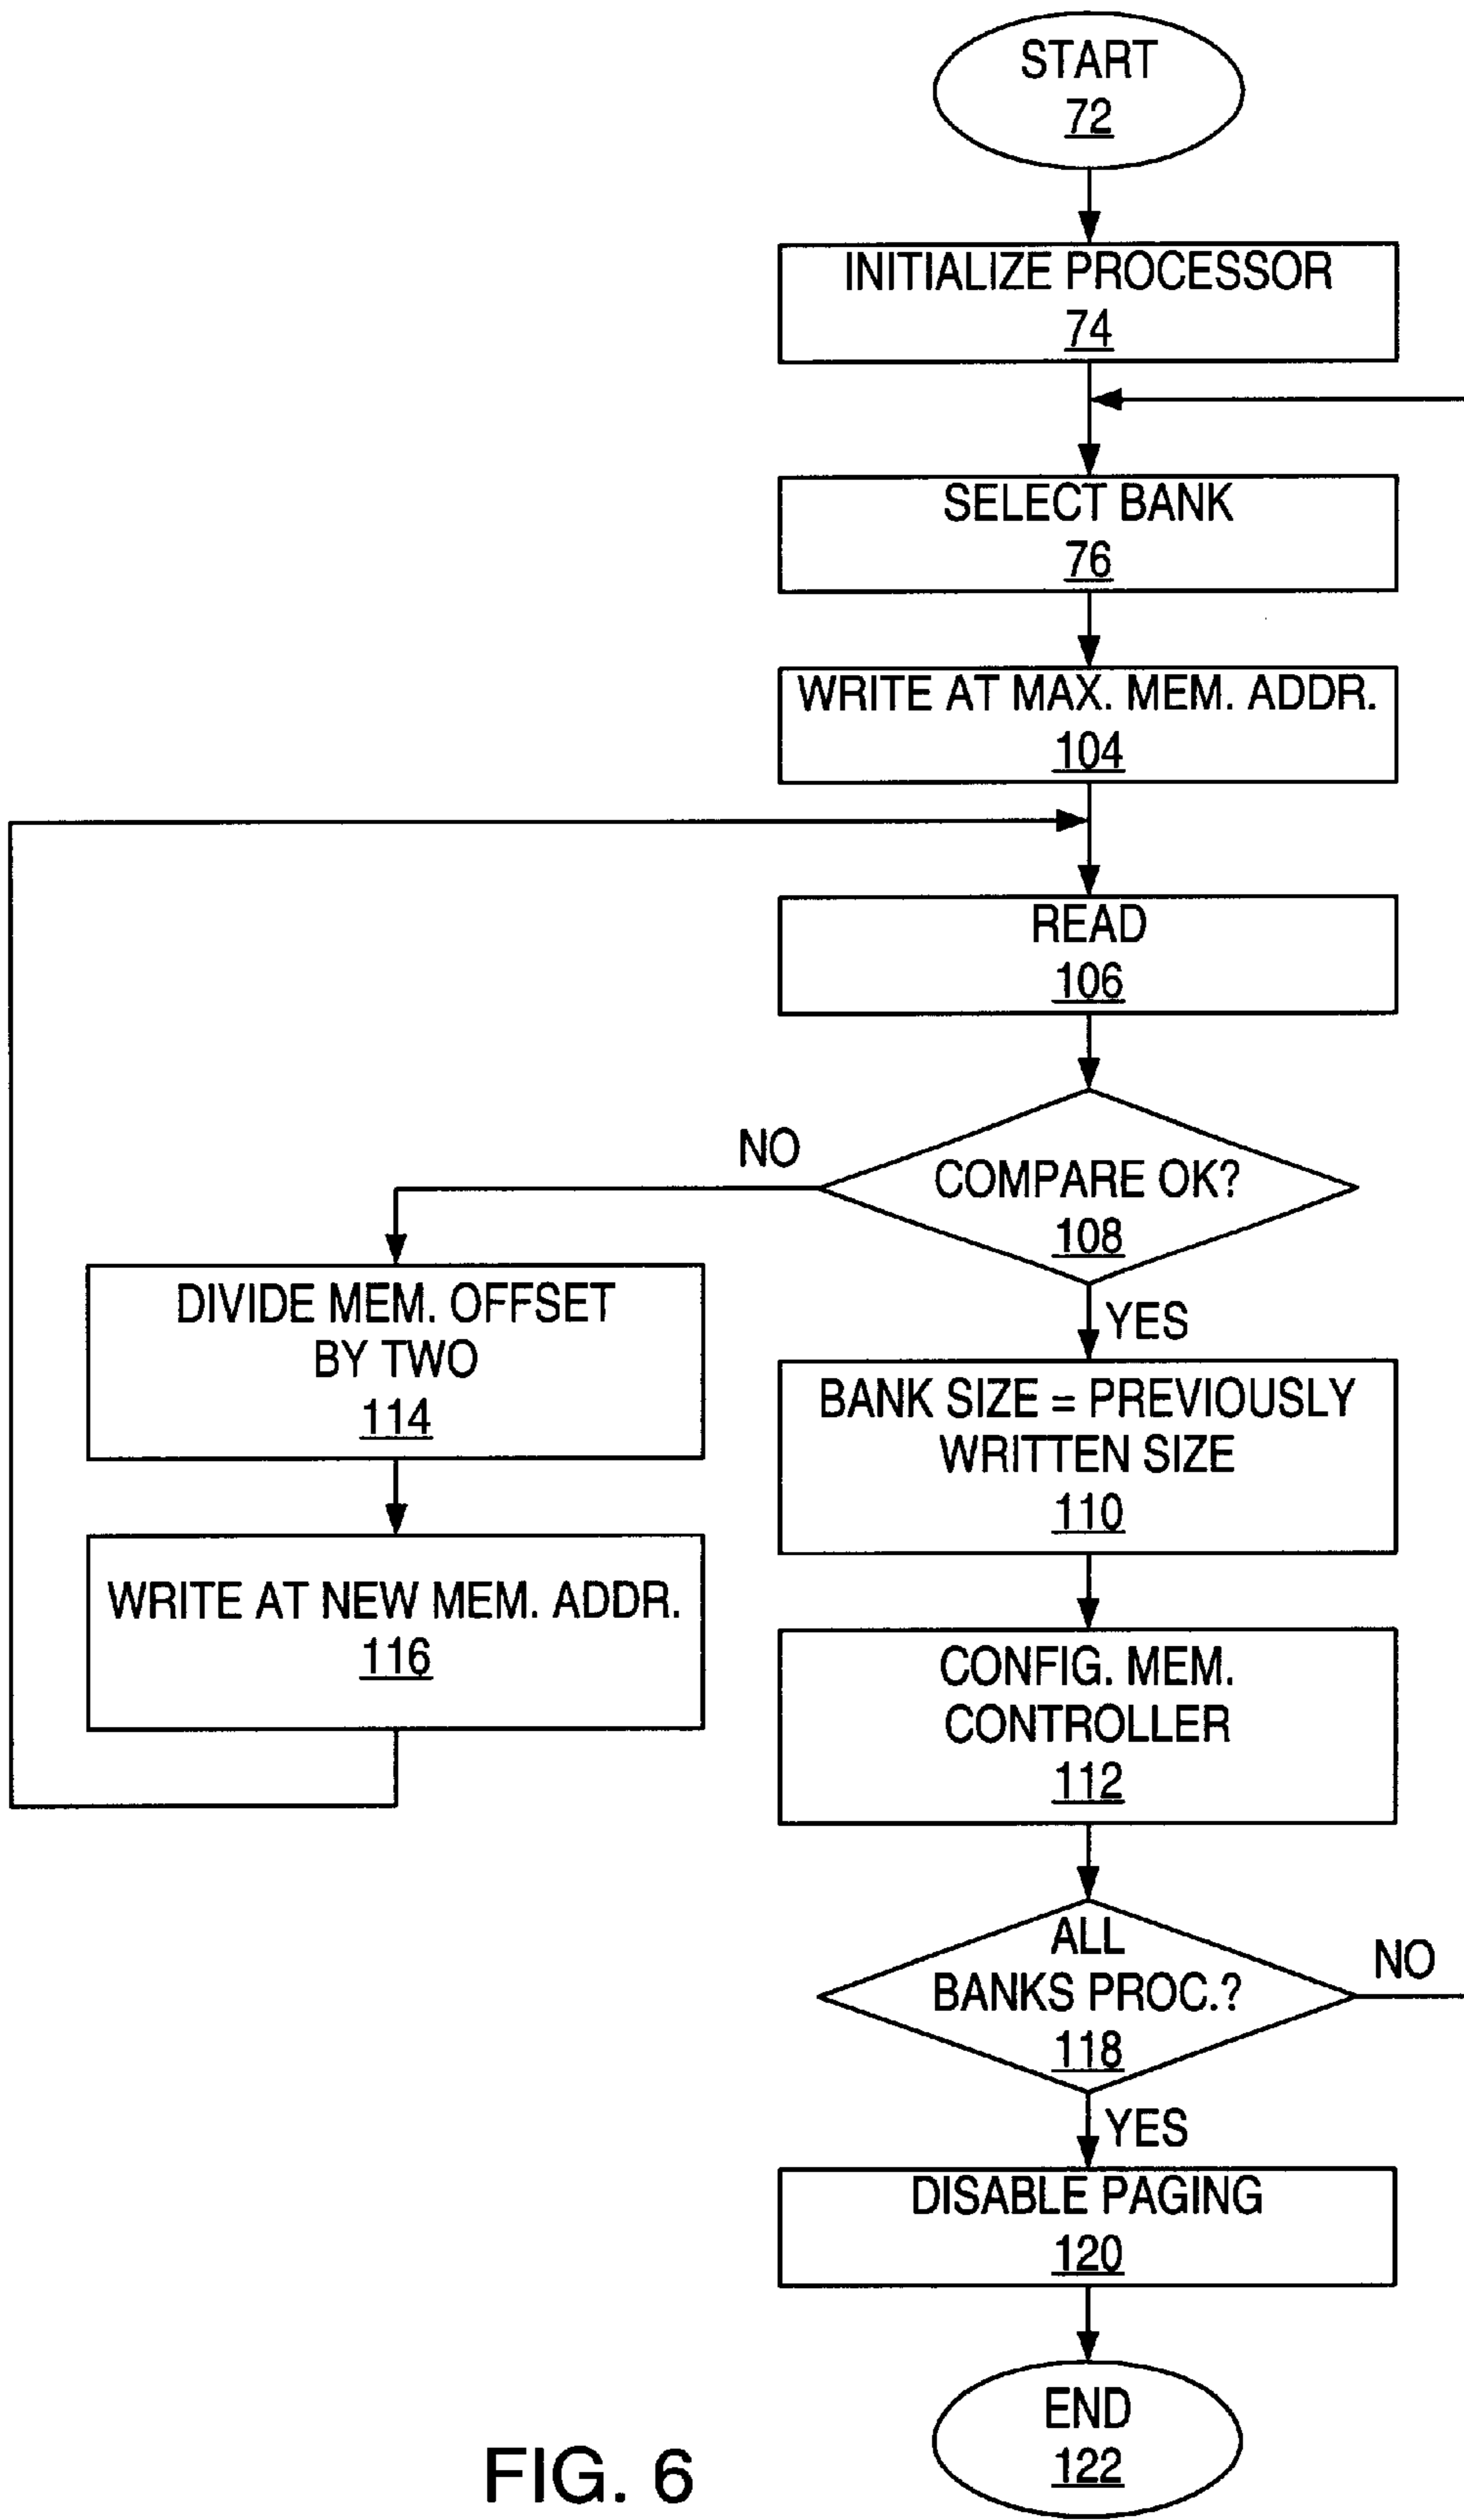 START
72
INITIALIZE PROCESSOR
74
SELECT BANK
76
WRITE AT MAX. MEM. ADDR.
104
READ
106
NO
COMPARE OK?
108
YES
DIVIDE MEM. OFFSET
BY TWO
114
WRITE AT NEW MEM. ADDR.
116
BANK SIZE = PREVIOUSLY
WRITTEN SIZE
110
CONFIG. MEM.
CONTROLLER
112
ALL
BANKS PROC.?
118
NO
YES
DISABLE PAGING
120
END
122
FIG. 6